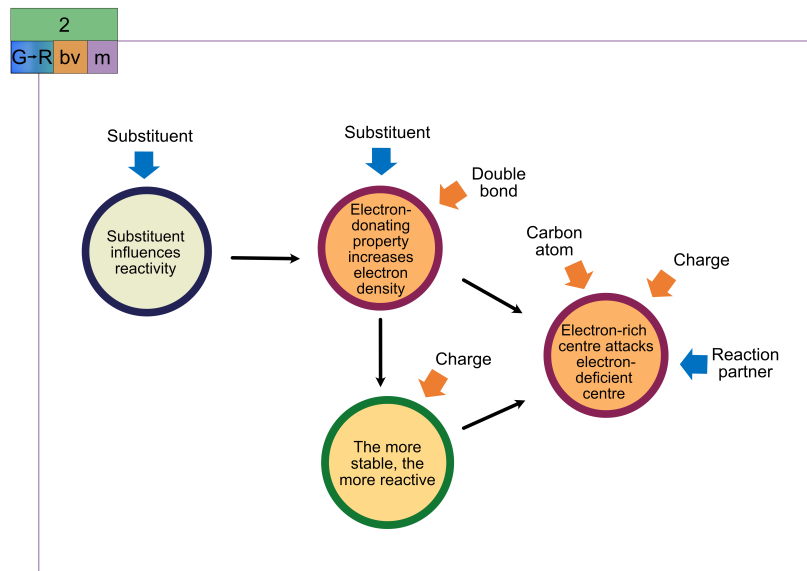 2
G→R bv m
Substituent
Substituent
Double
bond
Substituent
influences
reactivity
Electron-
donating
property
increases
electron
density
Carbon
atom
Charge
Electron-rich
centre attacks
electron-
deficient
centre
Reaction
partner
Charge
The more
stable, the
more reactive